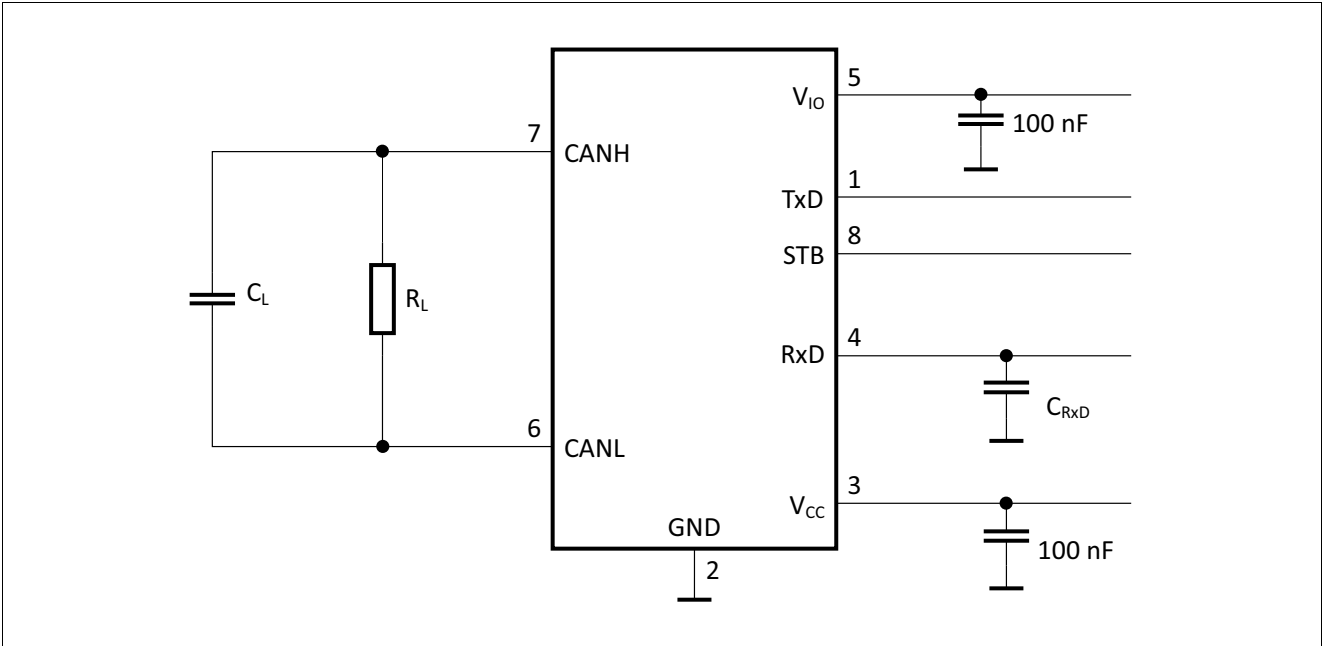 5
V_IO
100 nF
7
CANH
1
TxD
8
STB
C_L
R_L
4
RxD
C_RxD
6
CANL
3
V_CC
GND
100 nF
2